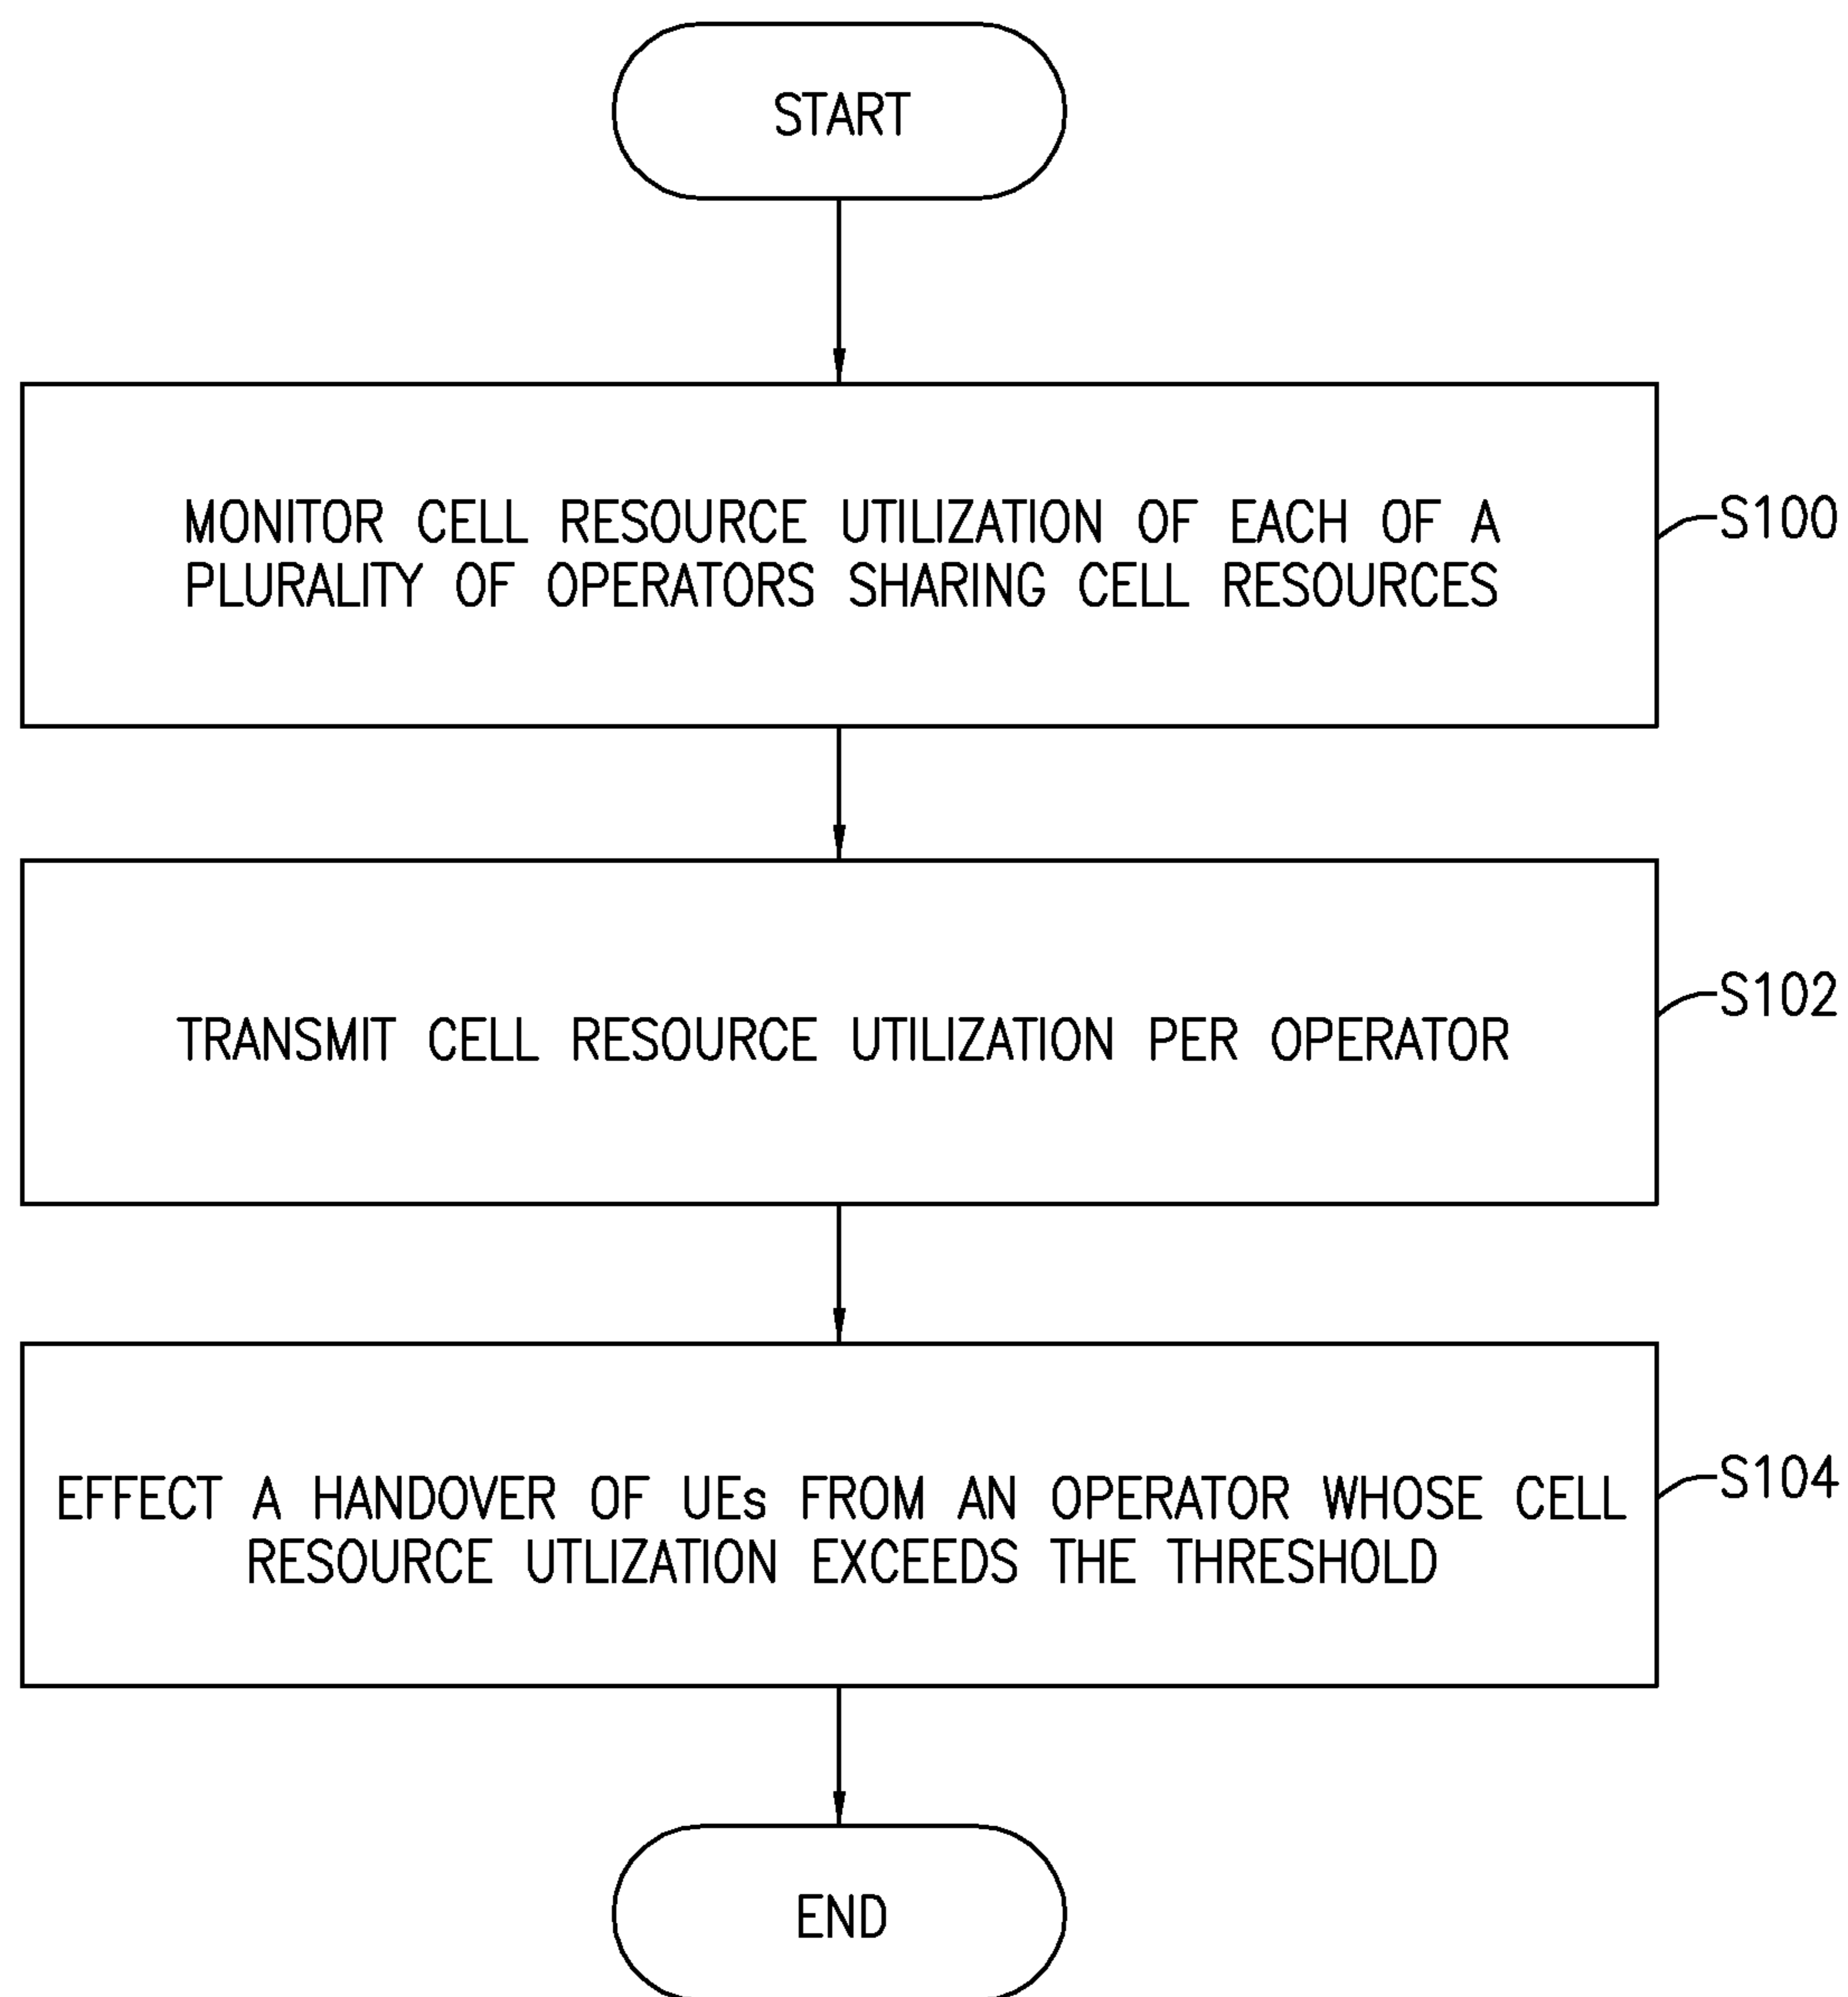 START
MONITOR CELL RESOURCE UTILIZATION OF EACH OF A
PLURALITY OF OPERATORS SHARING CELL RESOURCES
S100
TRANSMIT CELL RESOURCE UTILIZATION PER OPERATOR
S102
EFFECT A HANDOVER OF UEs FROM AN OPERATOR WHOSE CELL
RESOURCE UTLIZATION EXCEEDS THE THRESHOLD
S104
END